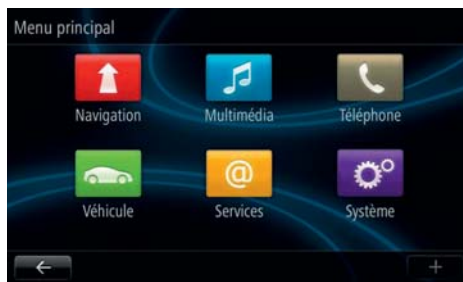 Menu principal
Navigation Multimédia Téléphone
@
Véhicule Services Système
+